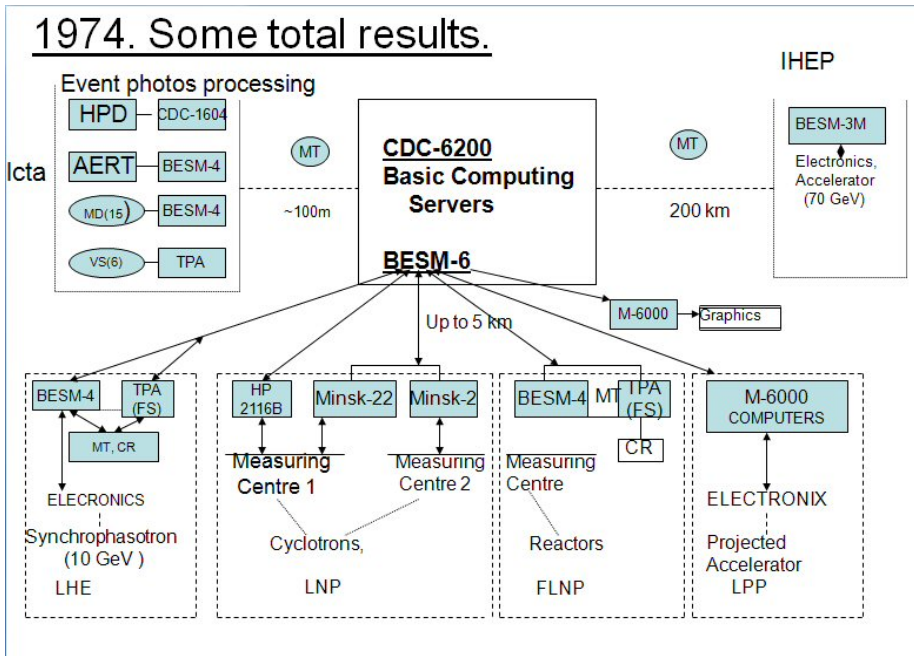 1974. Some total results.
IHEP
Event photos processing
HPD
CDC-1604
AERT
BESM-4
Icta
MD(15)
BESM-4
VS(6)
TPA
MT
~100m
CDC-6200
Basic Computing
Servers
BESM-6
MT
200 km
BESM-3M
Electronics,
Accelerator
(70 GeV)
Up to 5 km
M-6000
Graphics
BESM-4
TPA
(FS)
MT, CR
ELECRONICS
Synchrophasotron
(10 GeV )
LHE
HP
2116B
Minsk-22
Minsk-2
Measuring
Centre 1
Measuring
Centre 2
Cyclotrons,
LNP
BESM-4
MT
TPA
(FS)
CR
Measuring
Centre
Reactors
FLNP
M-6000
COMPUTERS
ELECTRONIX
Projected
Accelerator
LPP